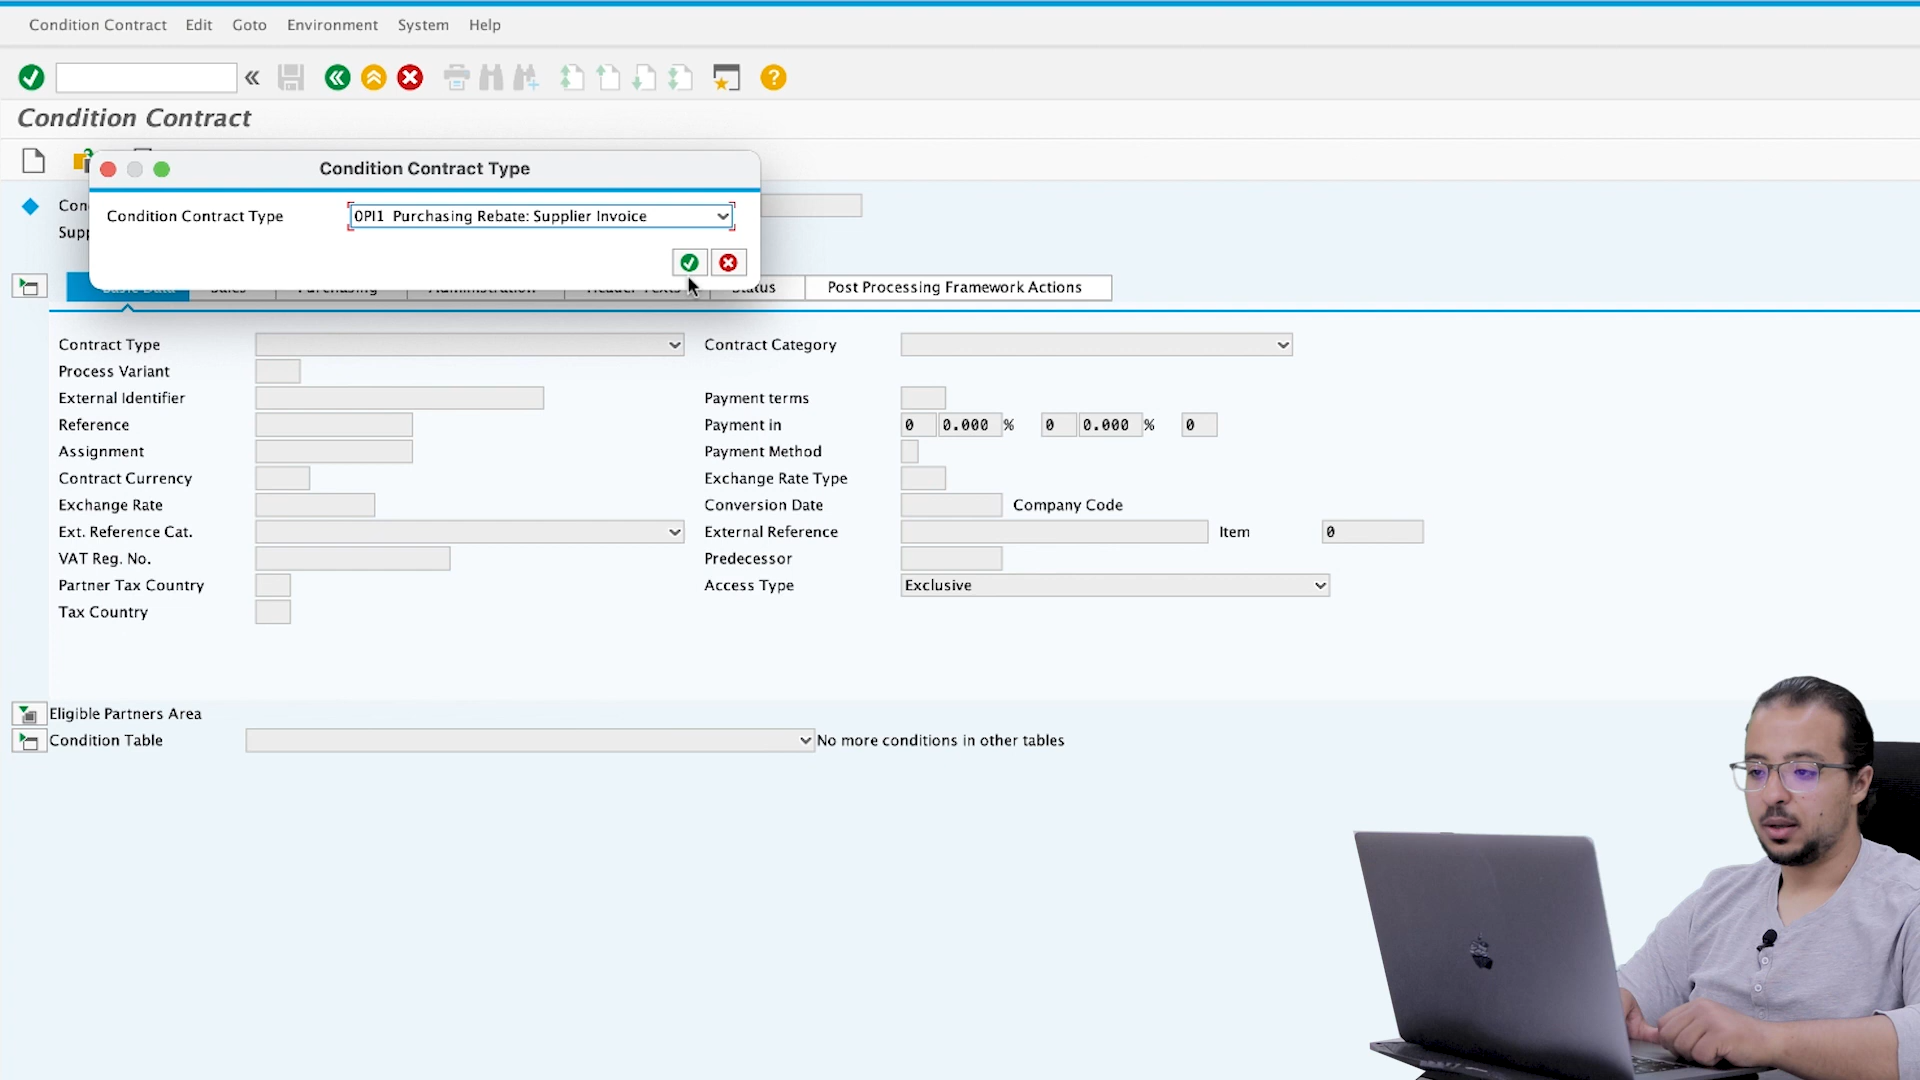 Condition Contract Edit Goto Environment System Help
Condition Contract
Condition Contract Type
Condition Contract Type 0PI1 Purchasing Rebate: Supplier Invoice
Post Processing Framework Actions
Contract Type Contract Category
Process Variant
External Identifier Payment terms
Reference Payment in 0 0.000 % 0 0.000 % 0
Assignment Payment Method
Contract Currency Exchange Rate Type
Exchange Rate Conversion Date Company Code
Ext. Reference Cat. External Reference Item 0
VAT Reg. No. Predecessor
Partner Tax Country Access Type Exclusive
Tax Country
Eligible Partners Area
Condition Table No more conditions in other tables